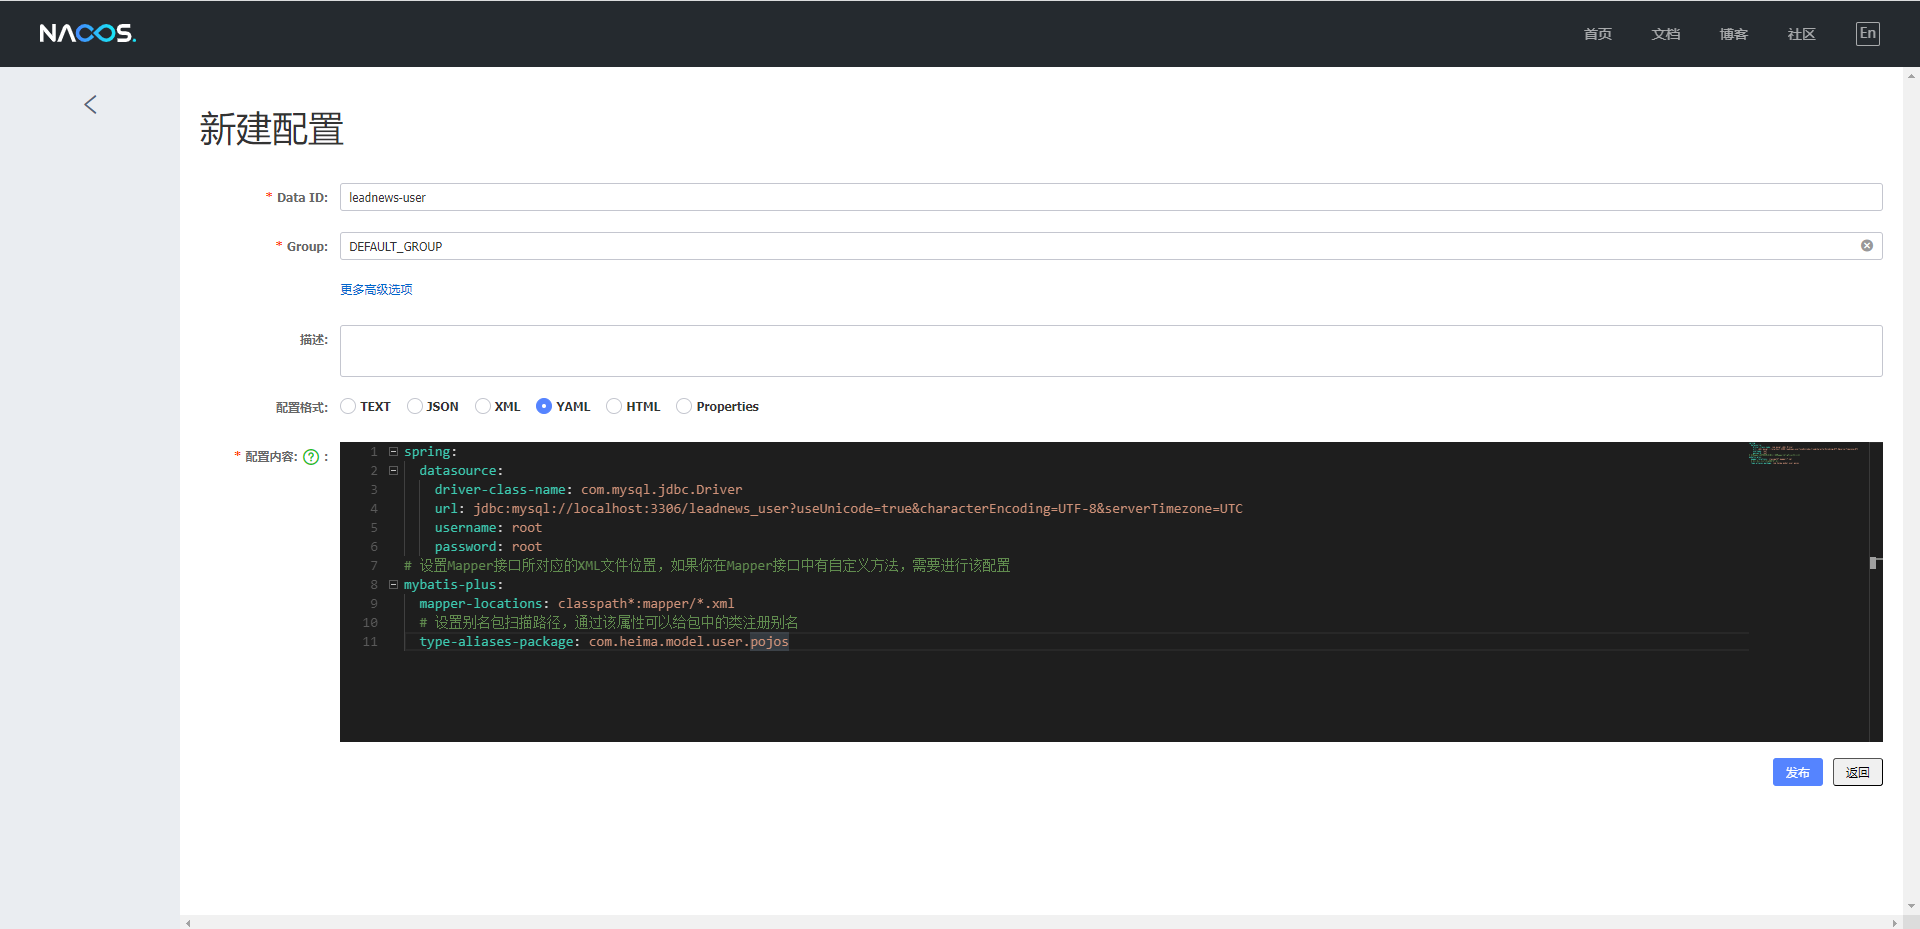 NACOS.
首页 文档 博客 社区 En
新建配置
* Data ID: leadnews-user
* Group: DEFAULT_GROUP
更多高级选项
描述:
配置格式: TEXT JSON XML YAML HTML Properties
* 配置内容: ? :
1 spring:
2 datasource:
3 driver-class-name: com.mysql.jdbc.Driver
4 url: jdbc:mysql://localhost:3306/leadnews_user?useUnicode=true&characterEncoding=UTF-8&serverTimezone=UTC
5 username: root
6 password: root
7 # 设置Mapper接口所对应的XML文件位置，如果你在Mapper接口中有自定义方法，需要进行该配置
8 mybatis-plus:
9 mapper-locations: classpath*:mapper/*.xml
10 # 设置别名包扫描路径，通过该属性可以给包中的类注册别名
11 type-aliases-package: com.heima.model.user.pojos
发布 返回